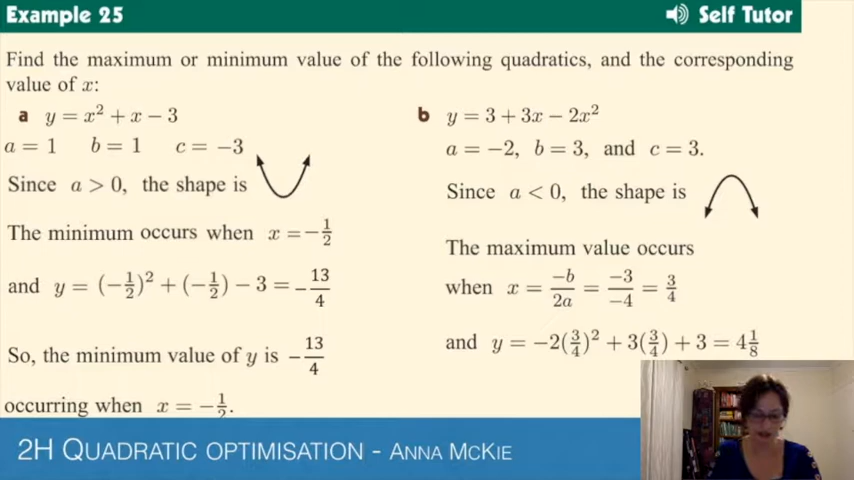 Example 25
Self Tutor
Find the maximum or minimum value of the following quadratics, and the corresponding
value of x:
a y = x² + x − 3
a = 1 b = 1 c = −3
Since a > 0, the shape is
The minimum occurs when x = −1/2
and y = (−1/2)² + (−1/2) − 3 = −13/4
So, the minimum value of y is −13/4
occurring when x = −1/2.
b y = 3 + 3x − 2x²
a = −2, b = 3, and c = 3.
Since a < 0, the shape is
The maximum value occurs
when x = −b/2a = −3/−4 = 3/4
and y = −2(3/4)² + 3(3/4) + 3 = 4 1/8
2H QUADRATIC OPTIMISATION - ANNA MCKIE